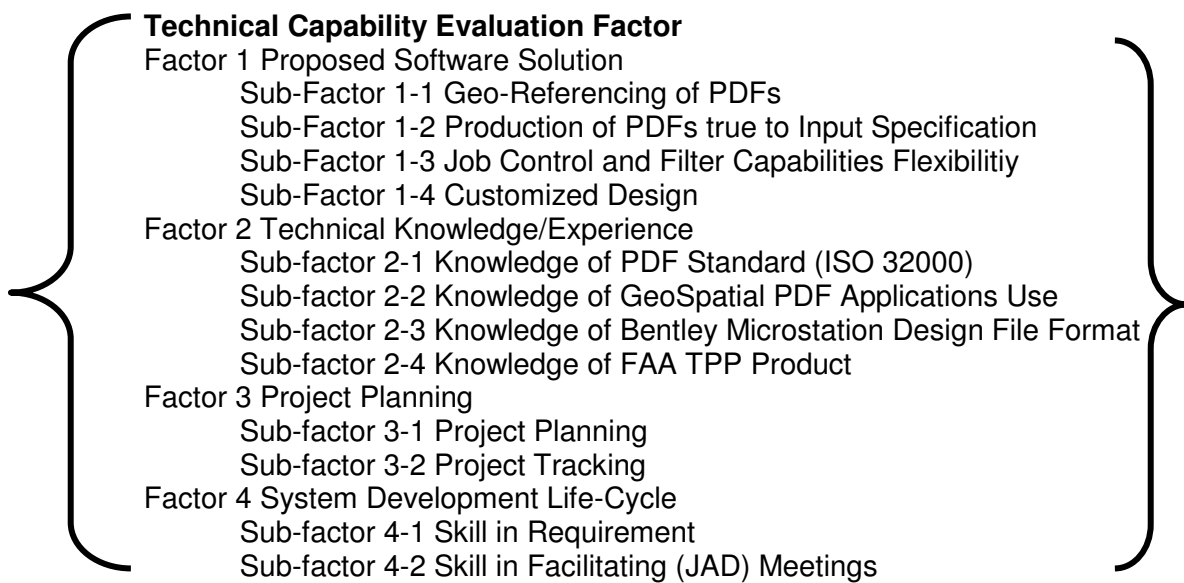 Technical Capability Evaluation Factor
Factor 1 Proposed Software Solution
Sub-Factor 1-1 Geo-Referencing of PDFs
Sub-Factor 1-2 Production of PDFs true to Input Specification
Sub-Factor 1-3 Job Control and Filter Capabilities Flexibilitiy
Sub-Factor 1-4 Customized Design
Factor 2 Technical Knowledge/Experience
Sub-factor 2-1 Knowledge of PDF Standard (ISO 32000)
Sub-factor 2-2 Knowledge of GeoSpatial PDF Applications Use
Sub-factor 2-3 Knowledge of Bentley Microstation Design File Format
Sub-factor 2-4 Knowledge of FAA TPP Product
Factor 3 Project Planning
Sub-factor 3-1 Project Planning
Sub-factor 3-2 Project Tracking
Factor 4 System Development Life-Cycle
Sub-factor 4-1 Skill in Requirement
Sub-factor 4-2 Skill in Facilitating (JAD) Meetings